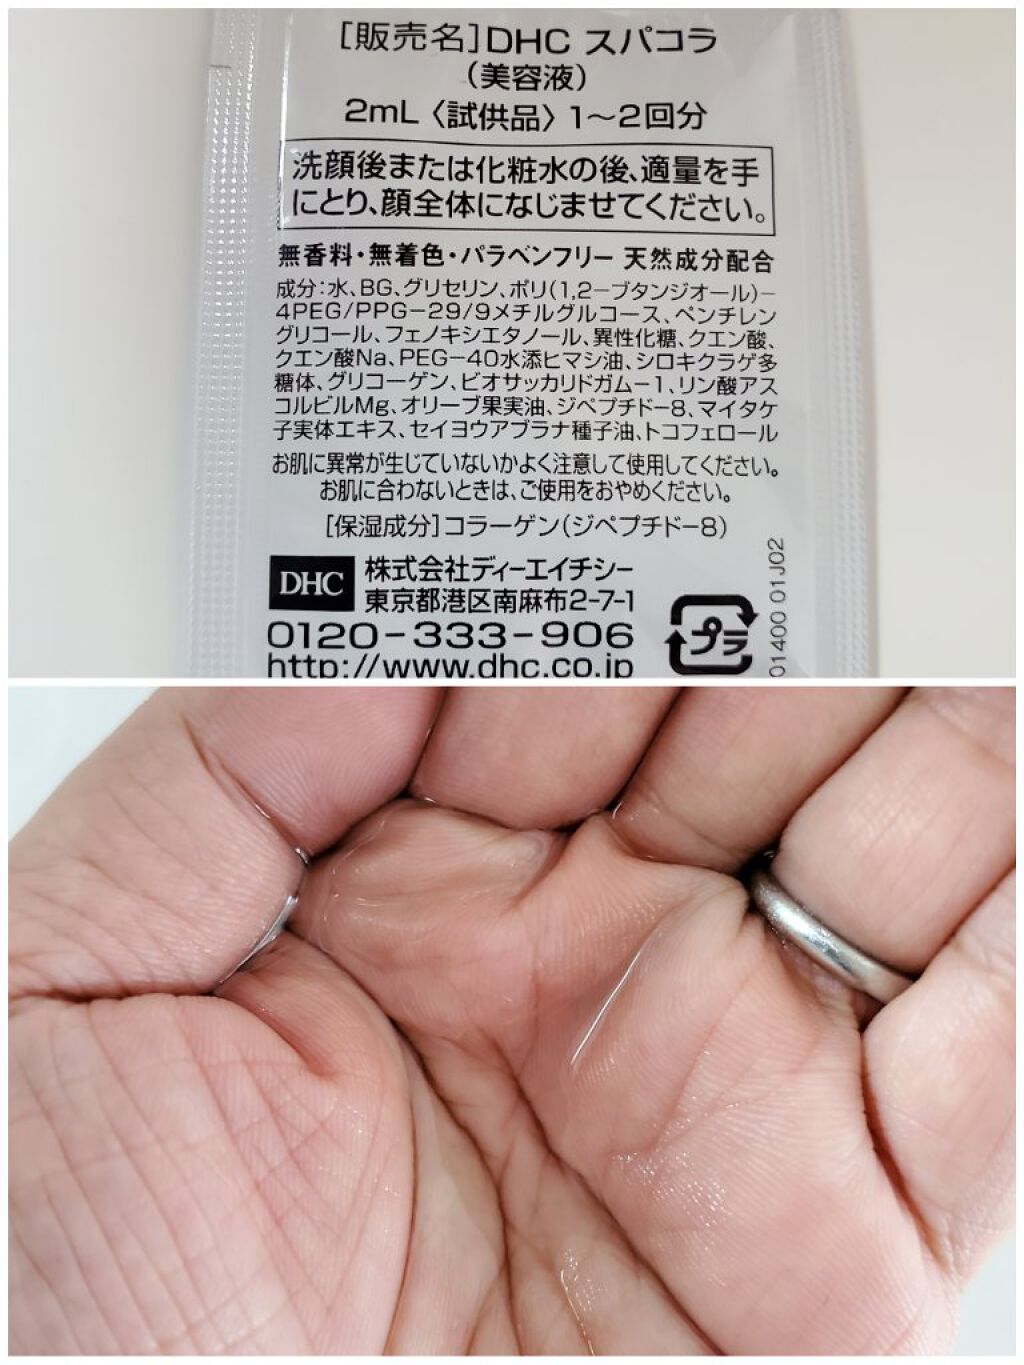 [販売名]DHC スパコラ
(美容液)
2mL〈試供品〉1～2回分
洗顔後または化粧水の後、適量を手
にとり、顔全体になじませてください。
無香料・無着色・パラベンフリー 天然成分配合
成分:水、BG、グリセリン、ポリ(1,2−ブタンジオール)−
4PEG/PPG−29/9メチルグルコース、ペンチレン
グリコール、フェノキシエタノール、異性化糖、クエン酸、
クエン酸Na、PEG−40水添ヒマシ油、シロキクラゲ多
糖体、グリコーゲン、ビオサッカリドガム−1、リン酸アス
コルビルMg、オリーブ果実油、ジペプチド−8、マイタケ
子実体エキス、セイヨウアブラナ種子油、トコフェロール
お肌に異常が生じていないかよく注意して使用してください。
お肌に合わないときは、ご使用をおやめください。
[保湿成分]コラーゲン(ジペプチド−8)
DHC
株式会社ディーエイチシー
東京都港区南麻布2-7-1
0120−333−906
http://www.dhc.co.jp
プラ
01400 01J02